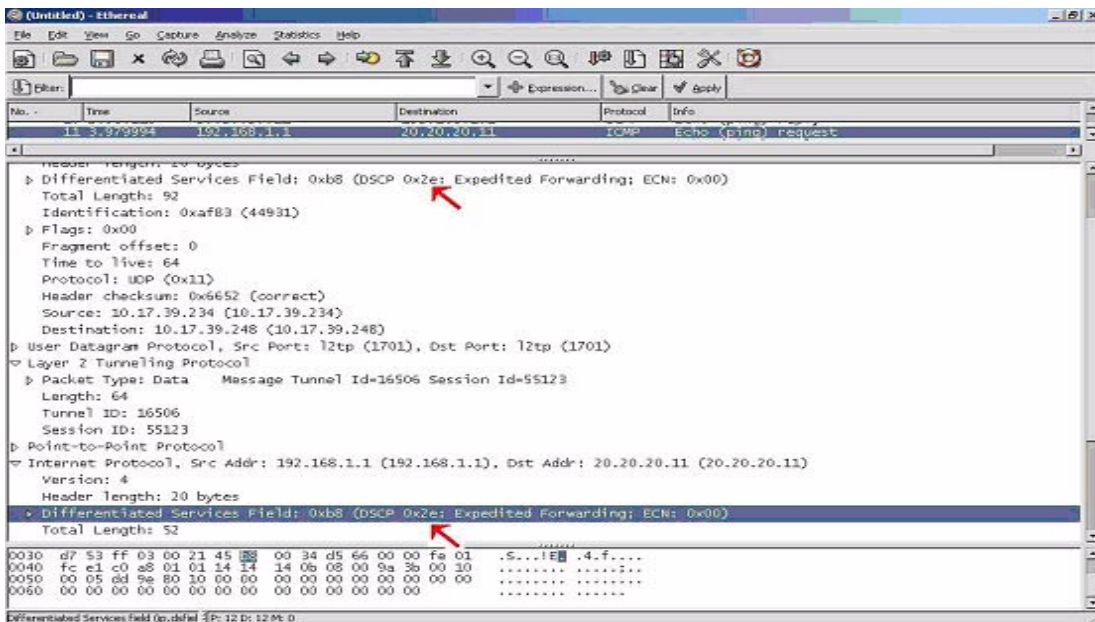 (Untitled) - Ethereal
File Edit View Go Capture Analyze Statistics Help
Filter: Expression... Clear Apply
No. - Time Source Destination Protocol Info
11 3.979994 192.168.1.1 20.20.20.11 ICMP Echo (ping) request
Header length: 20 bytes
Differentiated Services Field: 0xb8 (DSCP 0x2e: Expedited Forwarding; ECN: 0x00)
Total Length: 92
Identification: 0xaf83 (44931)
Flags: 0x00
Fragment offset: 0
Time to live: 64
Protocol: UDP (0x11)
Header checksum: 0x6652 (correct)
Source: 10.17.39.234 (10.17.39.234)
Destination: 10.17.39.248 (10.17.39.248)
User Datagram Protocol, Src Port: l2tp (1701), Dst Port: l2tp (1701)
Layer 2 Tunneling Protocol
Packet Type: Data Message Tunnel Id=16506 Session Id=55123
Length: 64
Tunnel ID: 16506
Session ID: 55123
Point-to-Point Protocol
Internet Protocol, Src Addr: 192.168.1.1 (192.168.1.1), Dst Addr: 20.20.20.11 (20.20.20.11)
Version: 4
Header length: 20 bytes
Differentiated Services Field: 0xb8 (DSCP 0x2e: Expedited Forwarding; ECN: 0x00)
Total Length: 52
0030 d7 53 ff 03 00 21 45 b8 00 34 d5 66 00 00 fe 01 .S...!E. .4.f....
0040 fc e1 c0 a8 01 01 14 14 14 0b 08 00 9a 3b 00 10 ........ .....;..
0050 00 05 dd 9e 80 10 00 00 00 00 00 00 00 00 00 00 ........ ........
0060 00 00 00 00 00 00 00 00 00 00 00 00 00 00 ........ ......
Differentiated Services field (ip.dsfiel P: 12 D: 12 M: 0